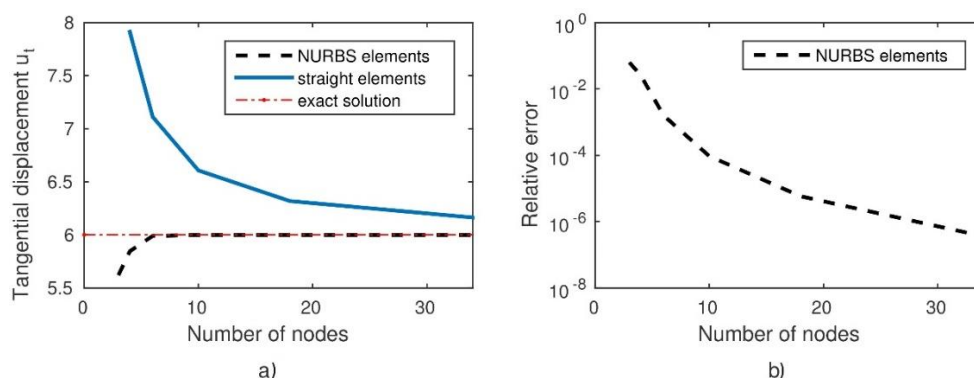 8
7.5
7
6.5
6
5.5
0
10
20
30
Tangential displacement u_t
Number of nodes
NURBS elements
straight elements
exact solution
a)
10^0
10^-2
10^-4
10^-6
10^-8
0
10
20
30
Relative error
Number of nodes
NURBS elements
b)